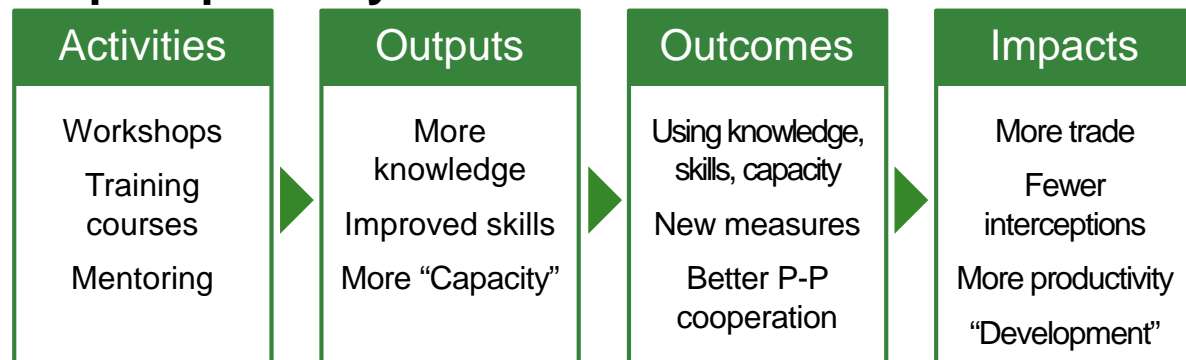 Activities
Workshops
Training
courses
Mentoring
Outputs
More
knowledge
Improved skills
More “Capacity”
Outcomes
Using knowledge,
skills, capacity
New measures
Better P-P
cooperation
Impacts
More trade
Fewer
interceptions
More productivity
“Development”